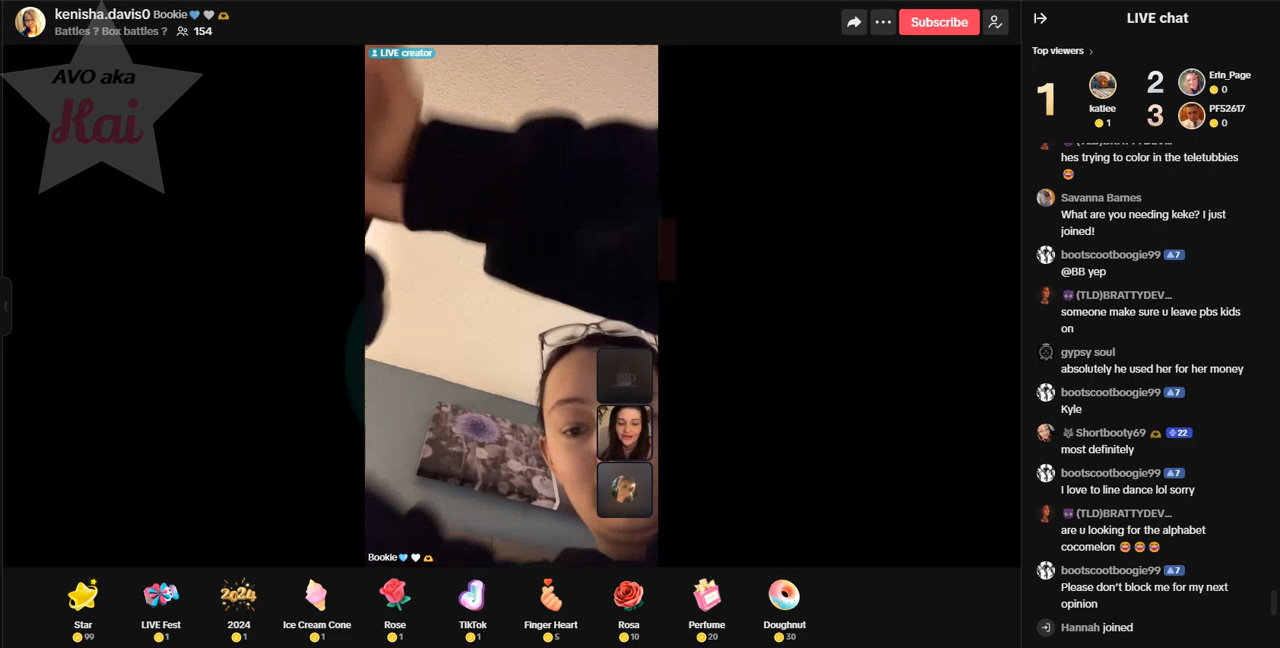 kenisha.davis0 Bookie💙🤍🫶
Battles ? Box battles ? 154
Subscribe
LIVE chat
AVO aka
Kai
LIVE creator
Bookie💙🤍🫶
Top viewers
1
katlee
1
2
Erin_Page
0
3
PF52617
0
hes trying to color in the teletubbies
😂
Savanna Barnes
What are you needing keke? I just
joined!
bootscootboogie99 7
@BB yep
😈(TLD)BRATTYDEV...
someone make sure u leave pbs kids
on
gypsy soul
absolutely he used her for her money
bootscootboogie99 7
Kyle
🐺Shortbooty69 🫶 22
most definitely
bootscootboogie99 7
I love to line dance lol sorry
😈(TLD)BRATTYDEV...
are u looking for the alphabet
cocomelon 😂😂😂
bootscootboogie99 7
Please don't block me for my next
opinion
Hannah joined
Star
99
LIVE Fest
1
2024
2024
1
Ice Cream Cone
1
Rose
1
TikTok
1
Finger Heart
5
Rosa
10
Perfume
20
Doughnut
30